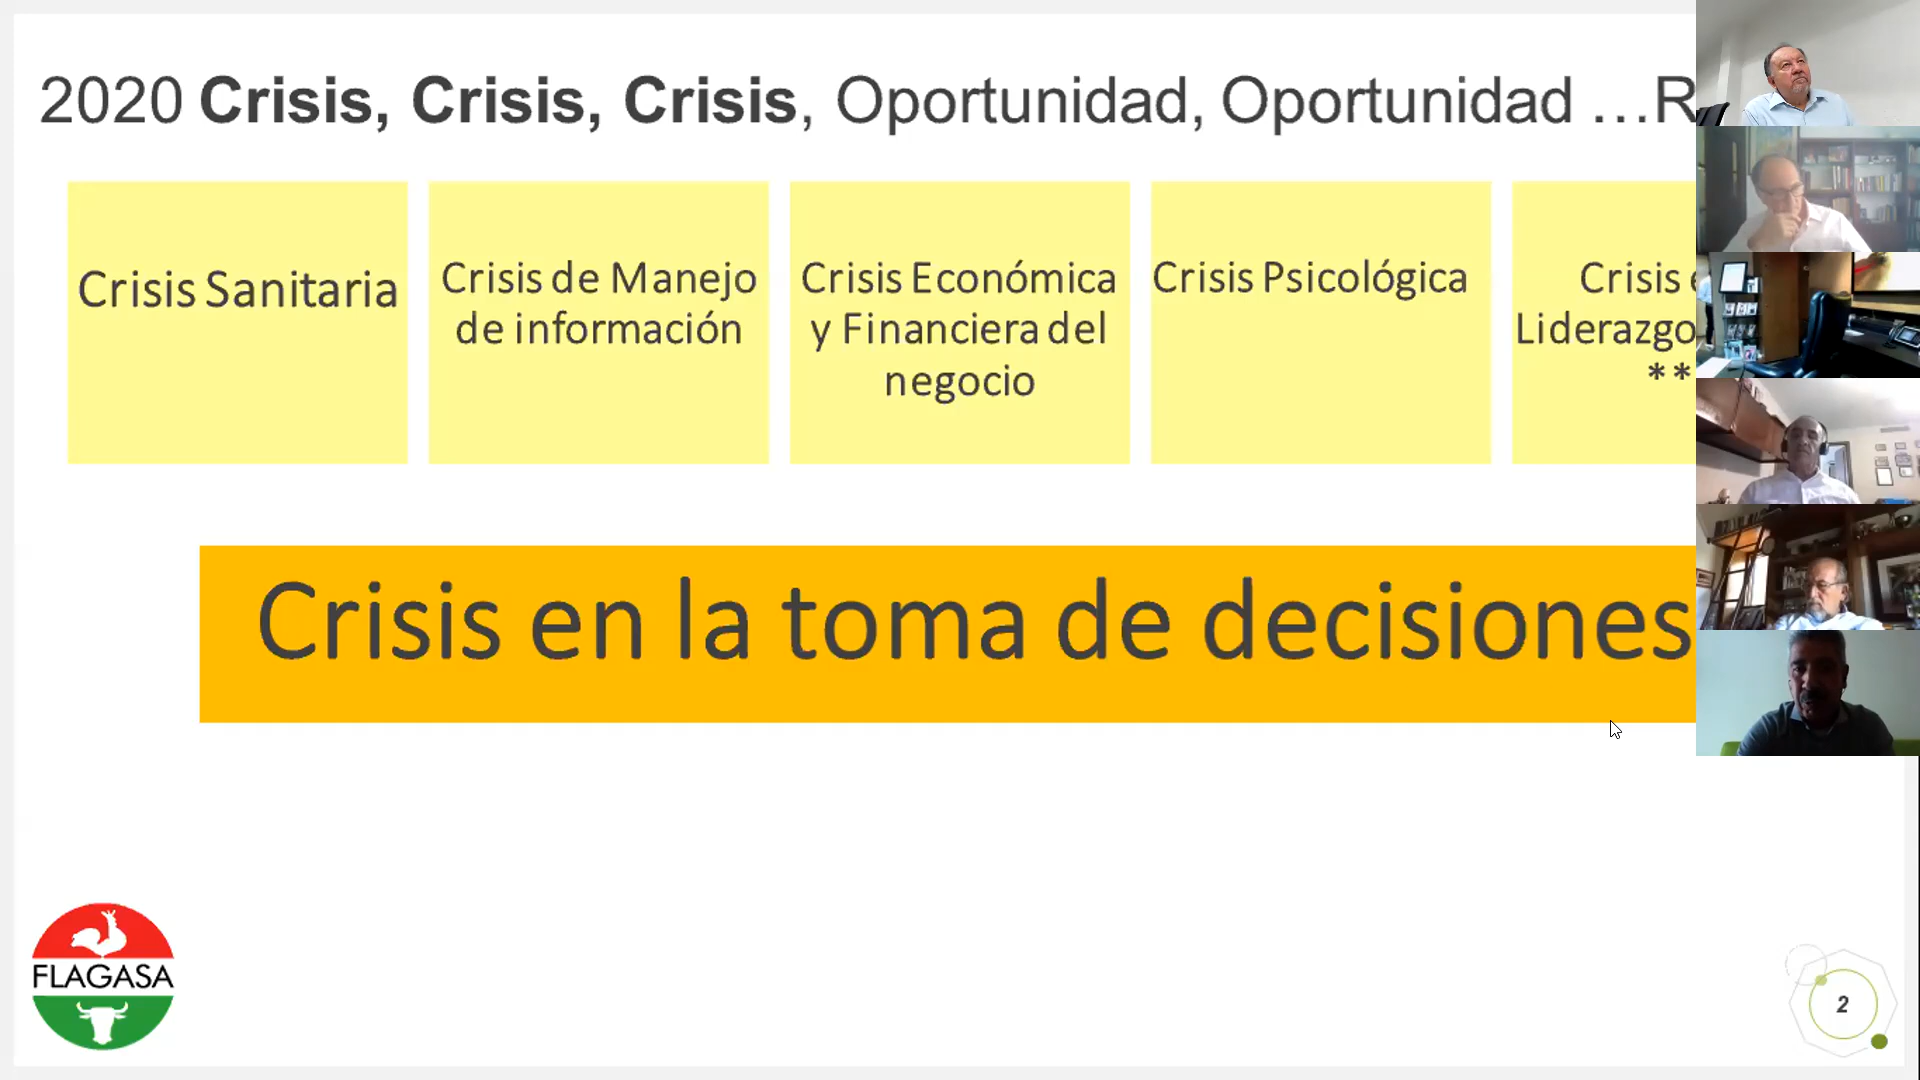 2020 Crisis, Crisis, Crisis, Oportunidad, Oportunidad …R
Crisis Sanitaria
Crisis de Manejo
de información
Crisis Económica
y Financiera del
negocio
Crisis Psicológica
Crisis
Liderazgo
**
Crisis en la toma de decisiones
FLAGASA
2